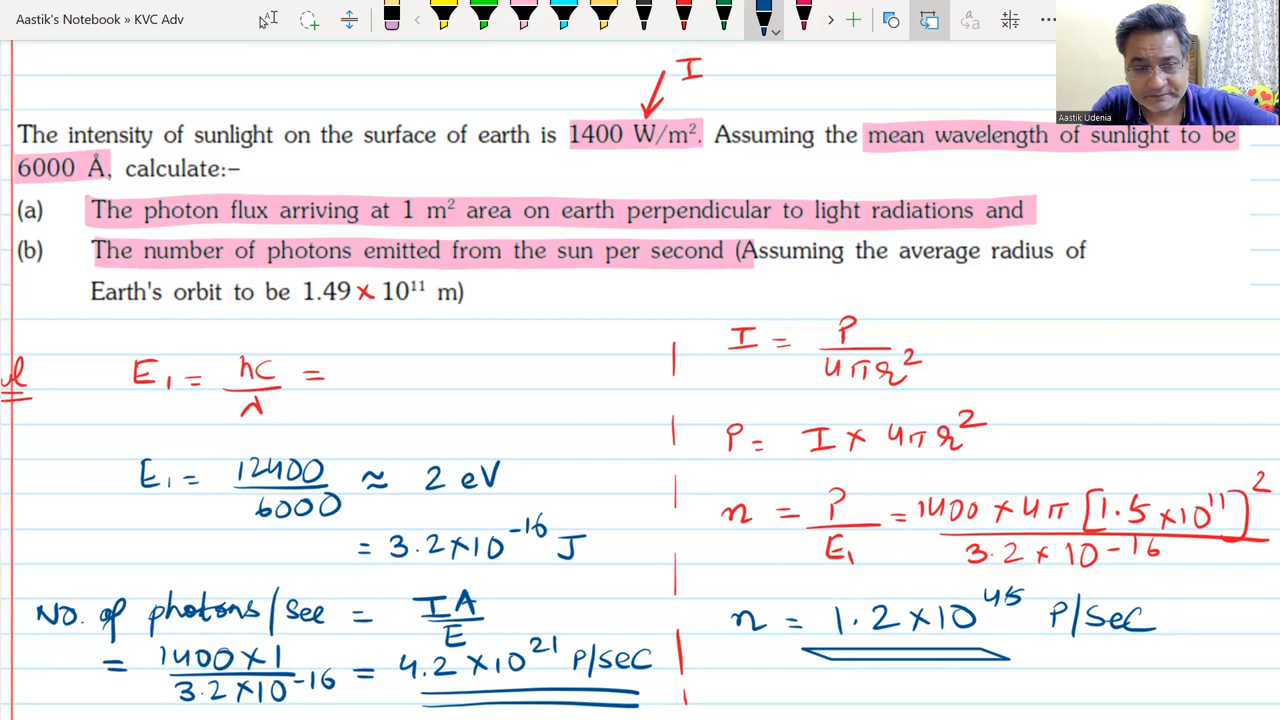 Aastik's Notebook » KVC Adv
I
The intensity of sunlight on the surface of earth is 1400 W/m². Assuming the mean wavelength of sunlight to be
6000 Å, calculate:–
(a) The photon flux arriving at 1 m² area on earth perpendicular to light radiations and
(b) The number of photons emitted from the sun per second (Assuming the average radius of
Earth's orbit to be 1.49 × 10¹¹ m)
Aastik Udenia
E₁ = hc/λ =
E₁ = 12400/6000 ≈ 2 eV
= 3.2×10⁻¹⁶ J
No. of photons/sec = IA/E
= 1400×1/3.2×10⁻¹⁶ = 4.2×10²¹ P/sec
I = P/4πr²
P = I × 4πr²
n = P/E₁ = 1400×4π[1.5×10¹¹]²/3.2×10⁻¹⁶
n = 1.2×10⁴⁵ P/sec